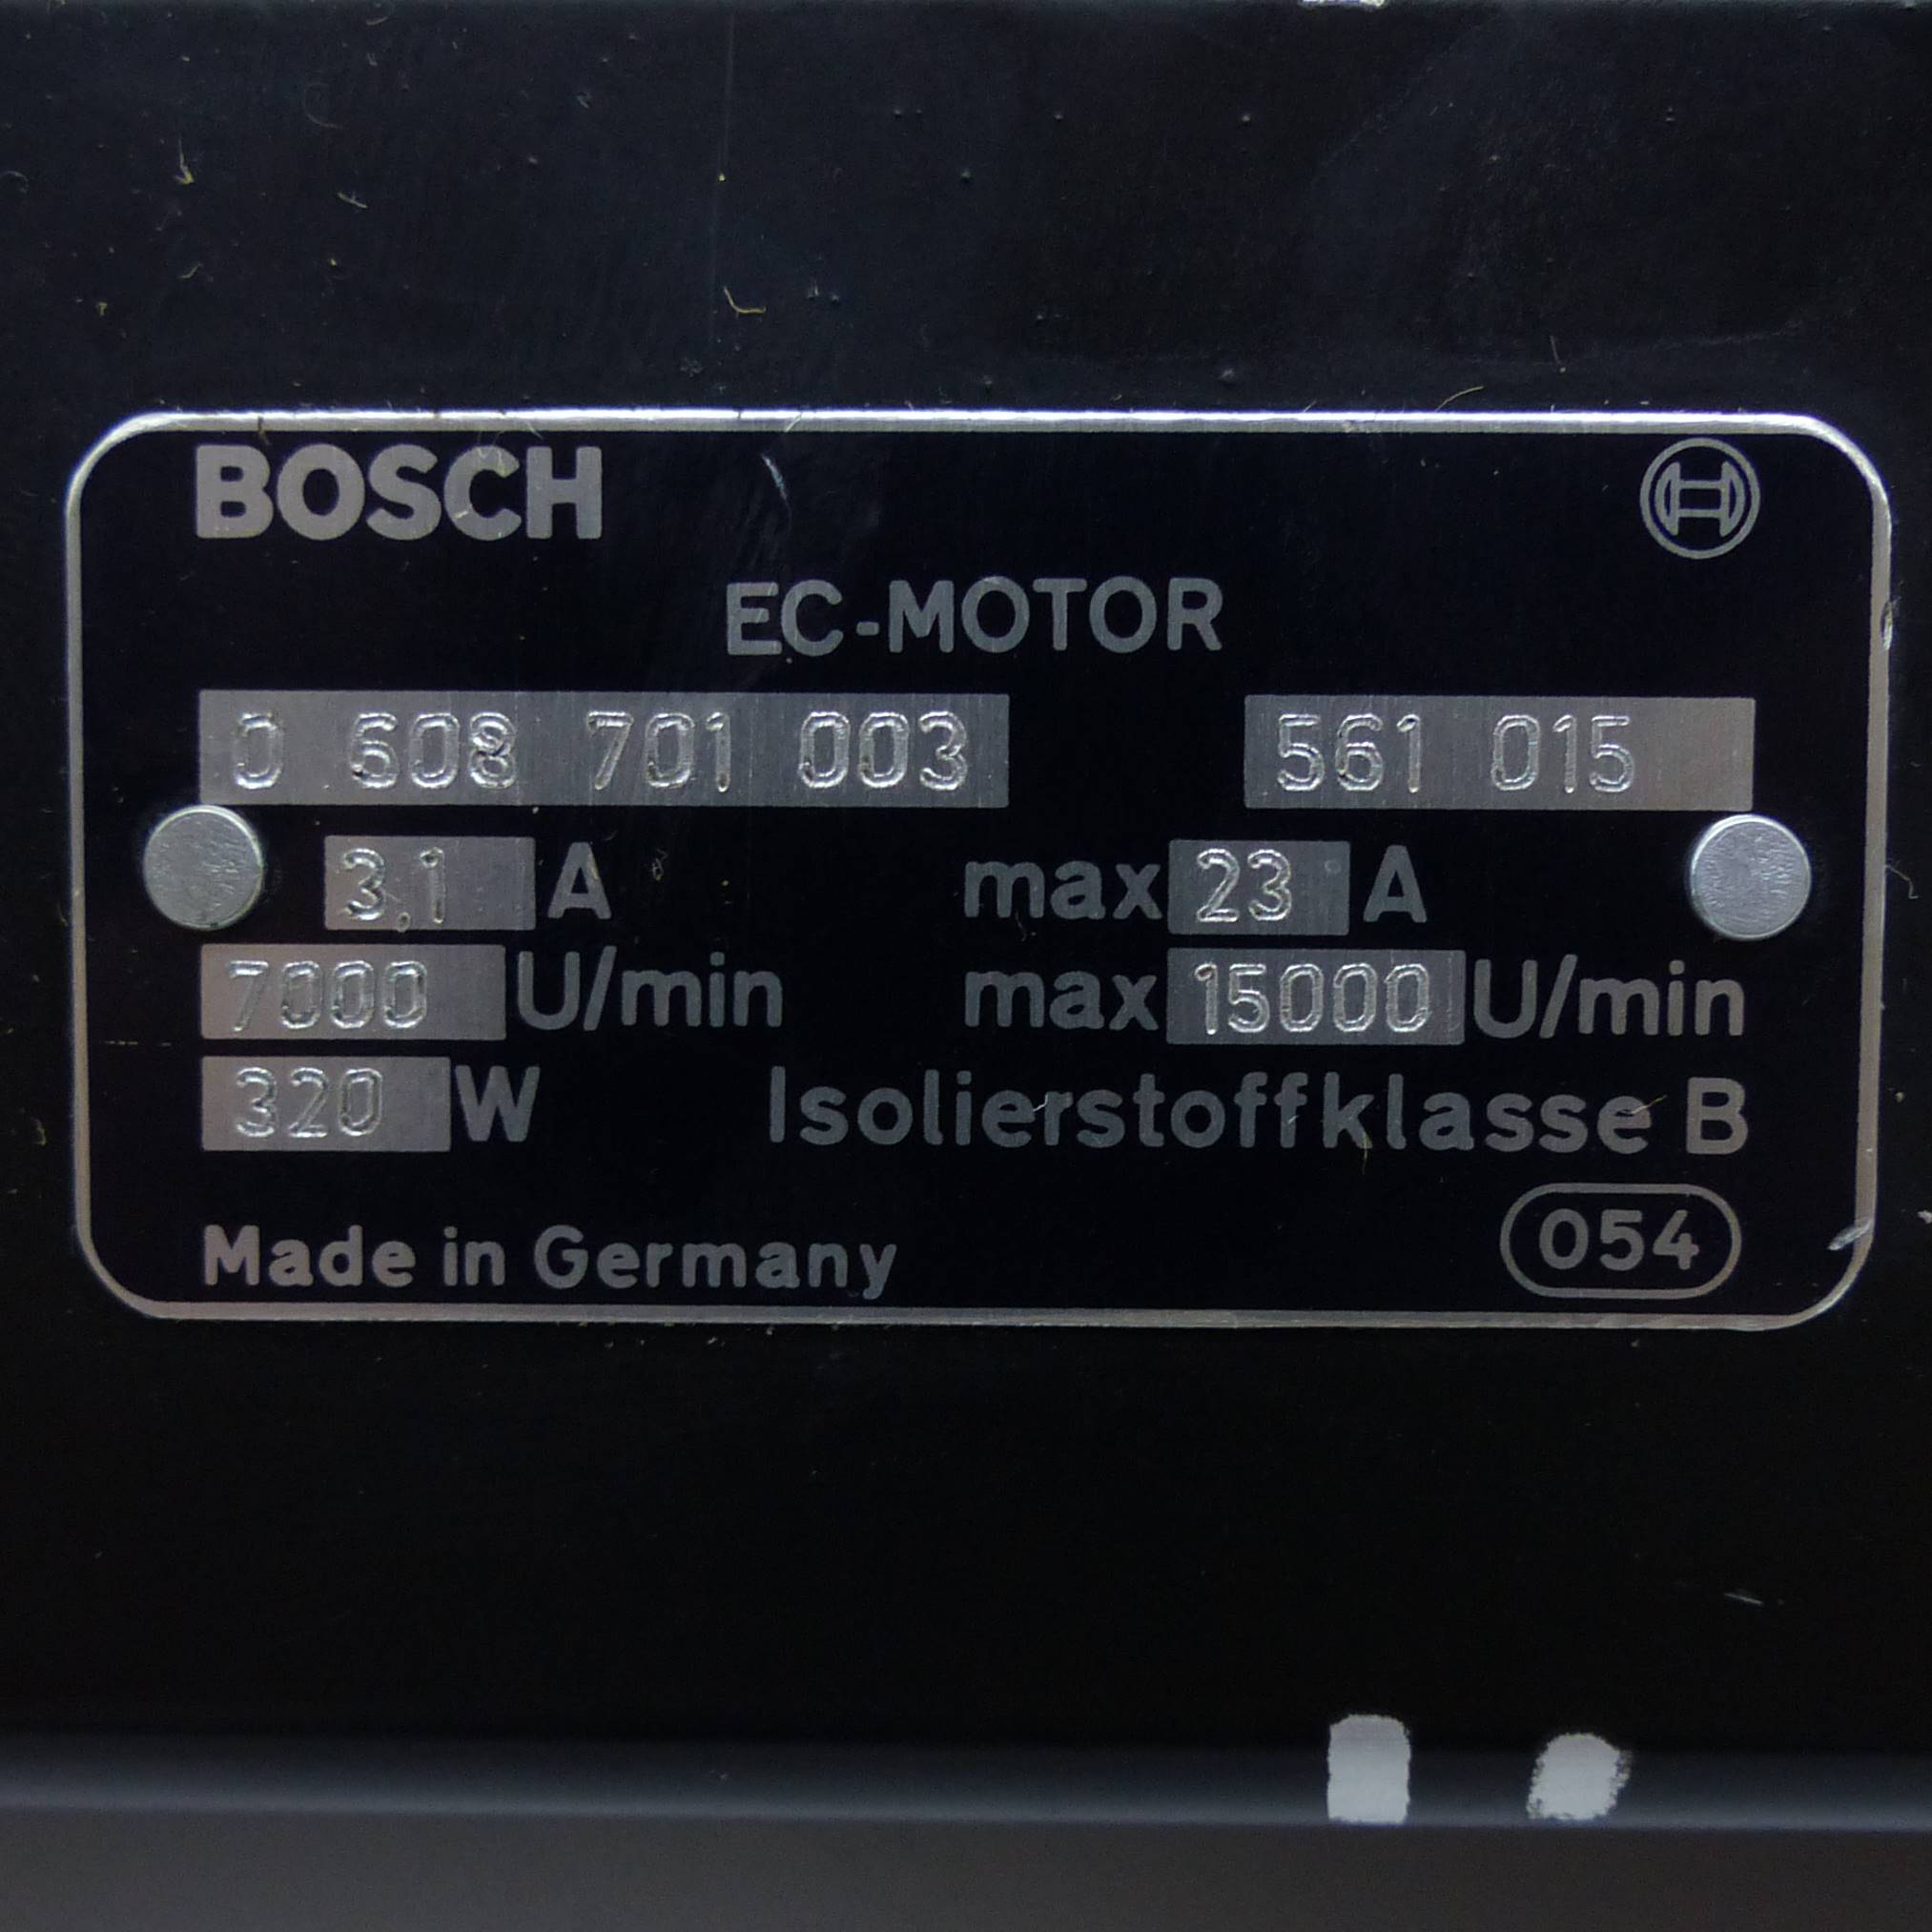 BOSCH
EC-MOTOR
0 608 701 003 561 015
3,1 A max 23 A
7000 U/min max 15000 U/min
320 W Isolierstoffklasse B
Made in Germany 054